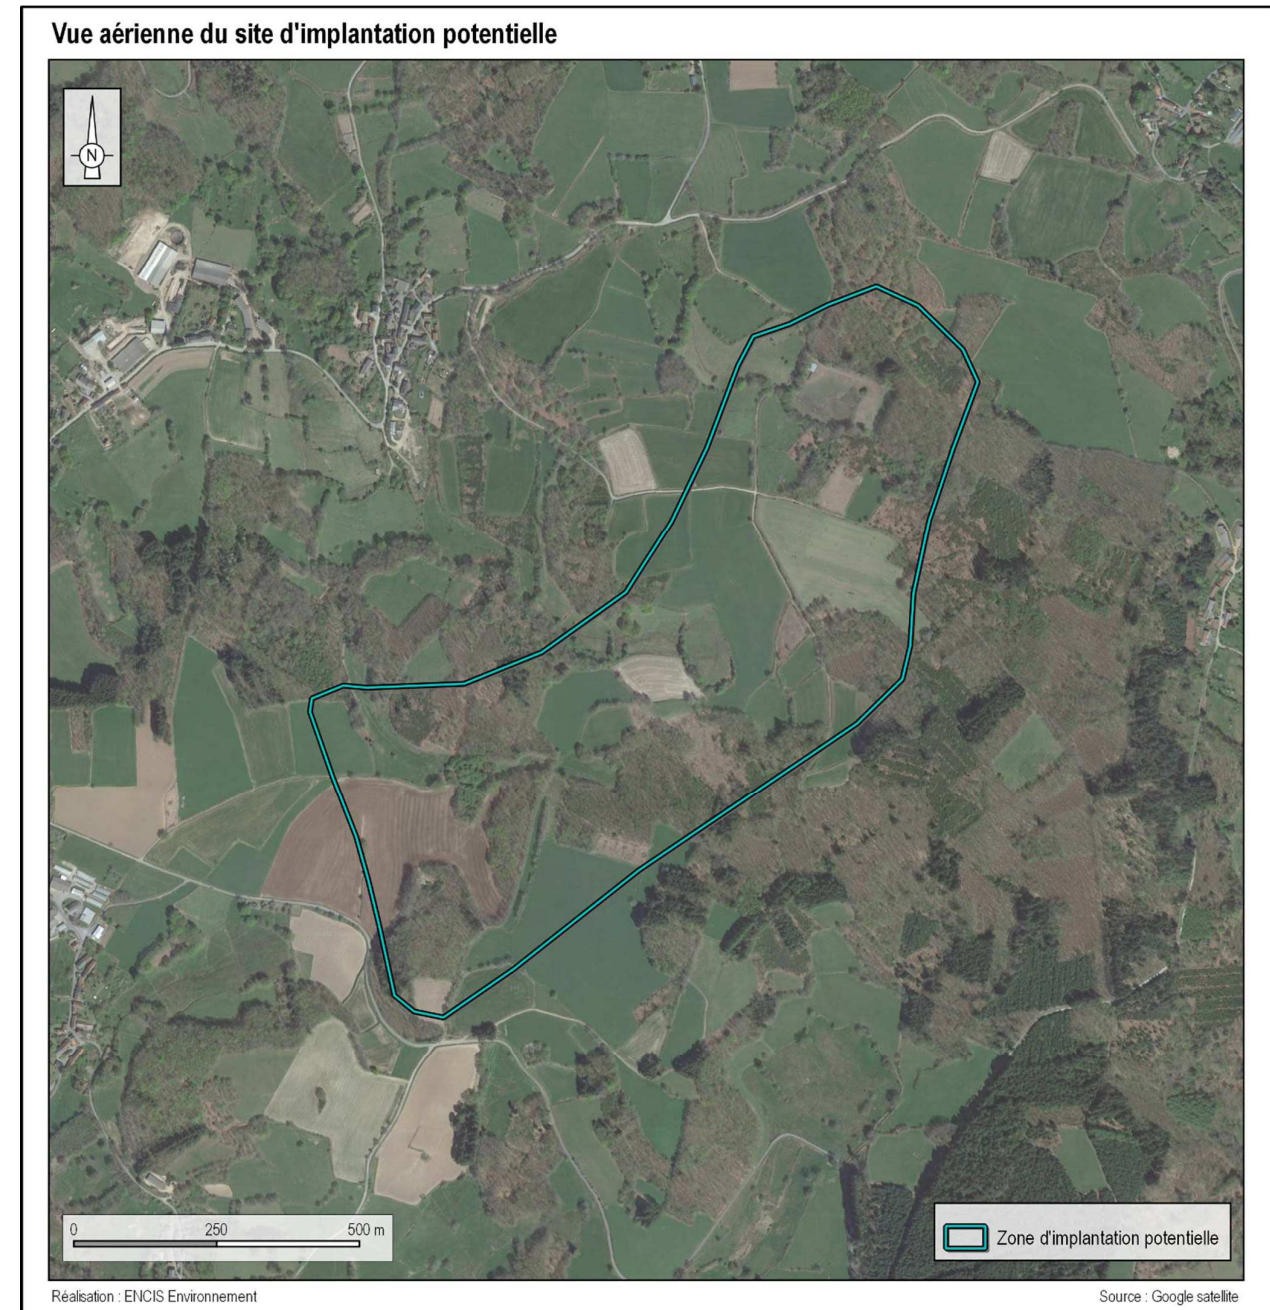 Vue aérienne du site d'implantation potentielle
N
0 250 500 m
Zone d'implantation potentielle
Réalisation : ENCIS Environnement
Source : Google satellite